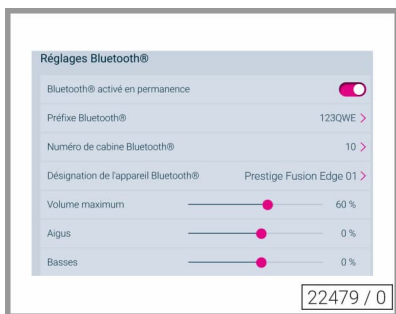 Réglages Bluetooth®
Bluetooth® activé en permanence
Préfixe Bluetooth® 123QWE >
Numéro de cabine Bluetooth® 10 >
Désignation de l'appareil Bluetooth® Prestige Fusion Edge 01 >
Volume maximum 60 %
Aigus 0 %
Basses 0 %
22479 / 0